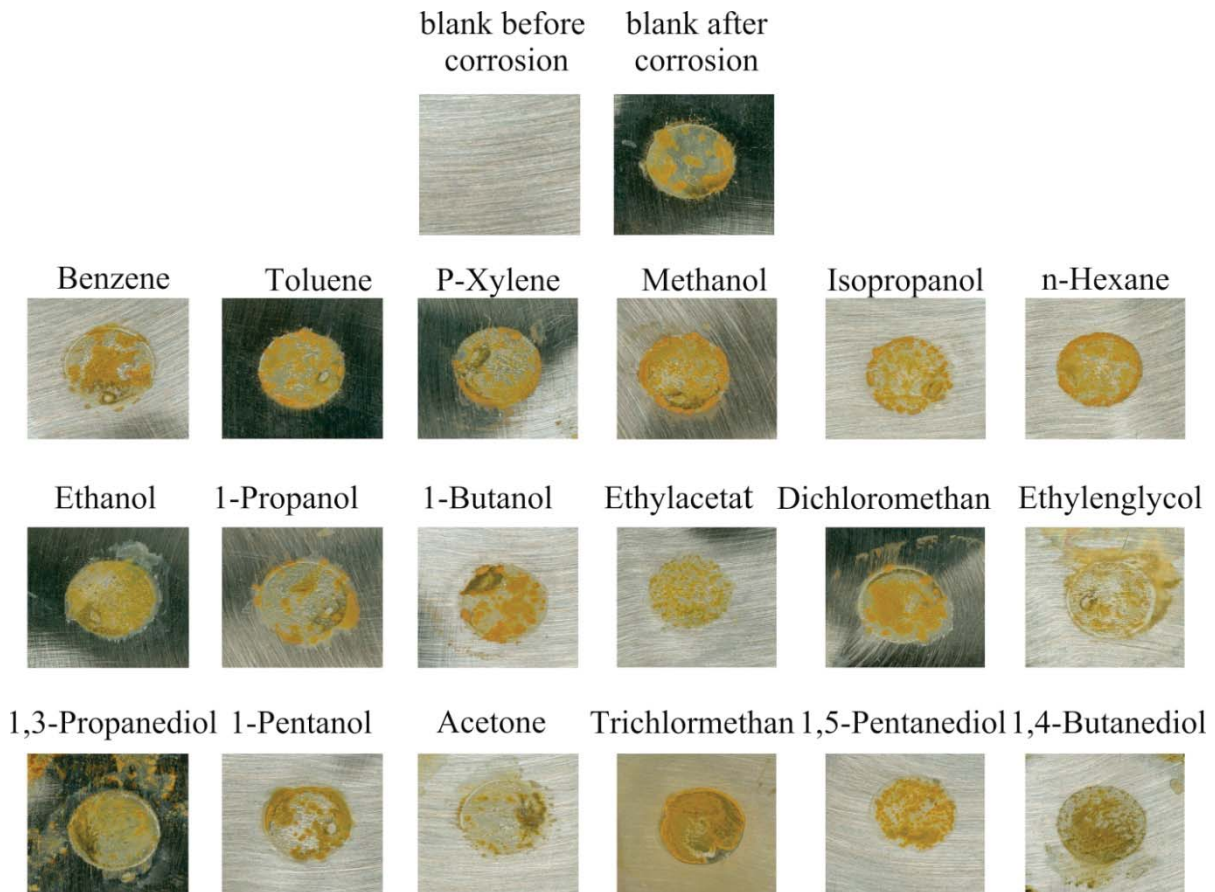 blank before corrosion
blank after corrosion
Benzene
Toluene
P-Xylene
Methanol
Isopropanol
n-Hexane
Ethanol
1-Propanol
1-Butanol
Ethylacetat
Dichloromethan
Ethylenglycol
1,3-Propanediol
1-Pentanol
Acetone
Trichlormethan
1,5-Pentanediol
1,4-Butanediol